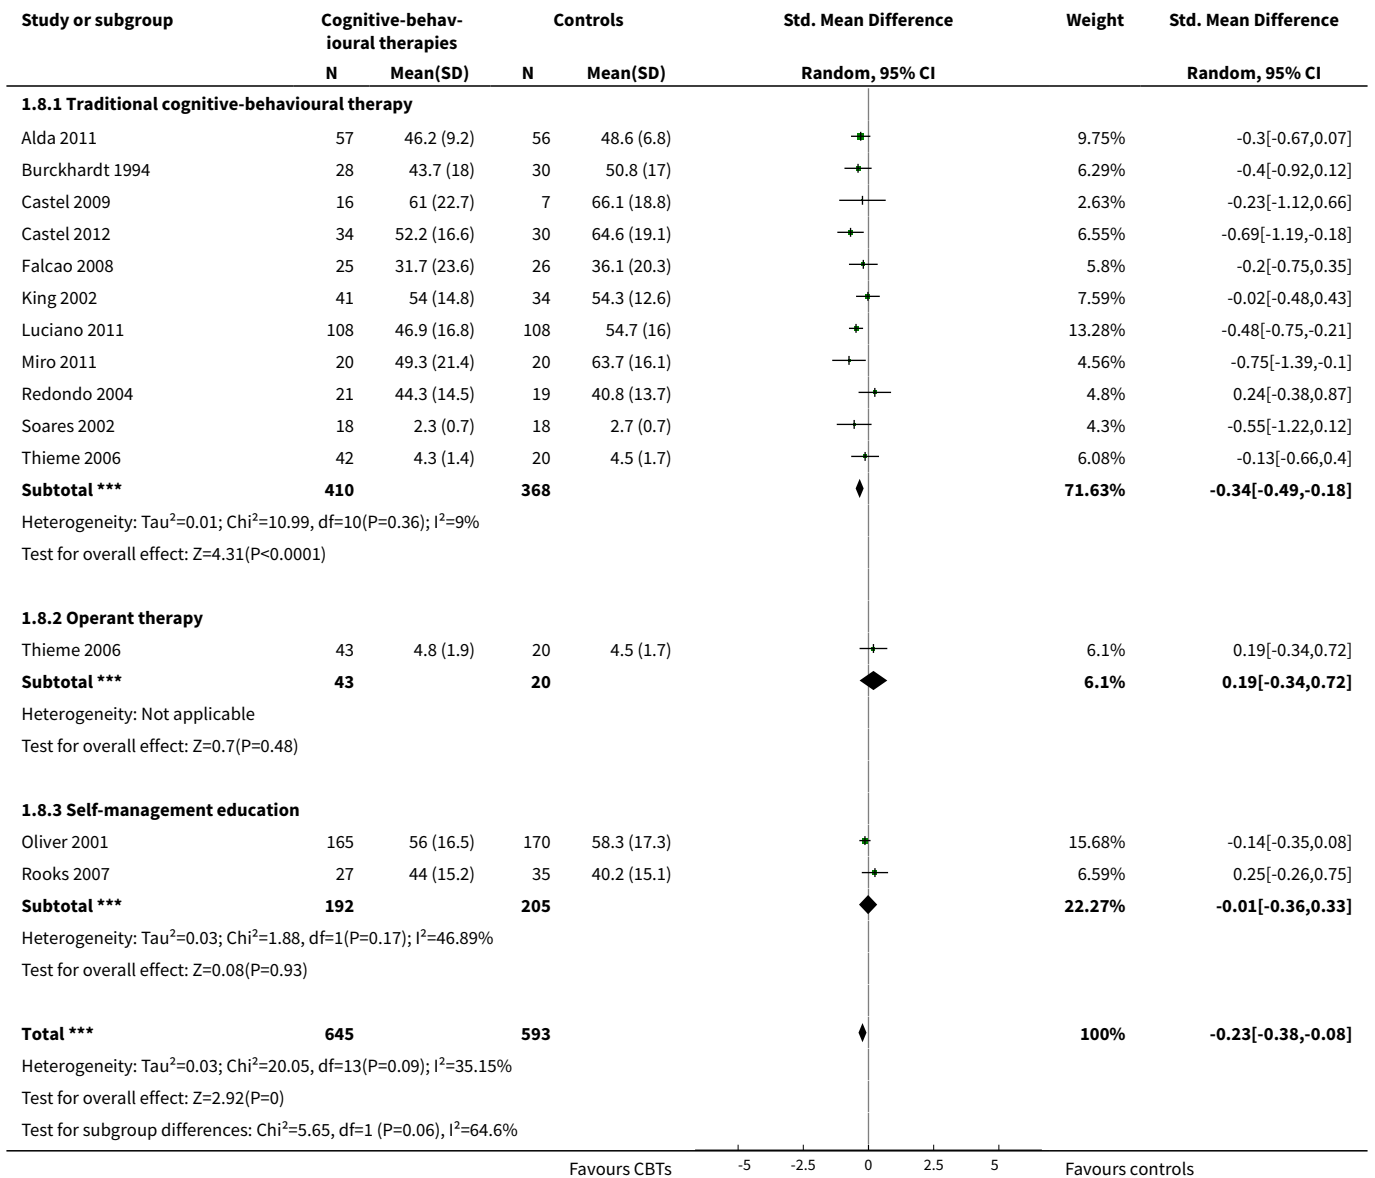 Study or subgroup Cognitive-behav- Controls Std. Mean Difference Weight Std. Mean Difference
ioural therapies
N Mean(SD) N Mean(SD) Random, 95% CI Random, 95% CI
1.8.1 Traditional cognitive-behavioural therapy
Alda 2011 57 46.2 (9.2) 56 48.6 (6.8) 9.75% -0.3[-0.67,0.07]
Burckhardt 1994 28 43.7 (18) 30 50.8 (17) 6.29% -0.4[-0.92,0.12]
Castel 2009 16 61 (22.7) 7 66.1 (18.8) 2.63% -0.23[-1.12,0.66]
Castel 2012 34 52.2 (16.6) 30 64.6 (19.1) 6.55% -0.69[-1.19,-0.18]
Falcao 2008 25 31.7 (23.6) 26 36.1 (20.3) 5.8% -0.2[-0.75,0.35]
King 2002 41 54 (14.8) 34 54.3 (12.6) 7.59% -0.02[-0.48,0.43]
Luciano 2011 108 46.9 (16.8) 108 54.7 (16) 13.28% -0.48[-0.75,-0.21]
Miro 2011 20 49.3 (21.4) 20 63.7 (16.1) 4.56% -0.75[-1.39,-0.1]
Redondo 2004 21 44.3 (14.5) 19 40.8 (13.7) 4.8% 0.24[-0.38,0.87]
Soares 2002 18 2.3 (0.7) 18 2.7 (0.7) 4.3% -0.55[-1.22,0.12]
Thieme 2006 42 4.3 (1.4) 20 4.5 (1.7) 6.08% -0.13[-0.66,0.4]
Subtotal *** 410 368 71.63% -0.34[-0.49,-0.18]
Heterogeneity: Tau²=0.01; Chi²=10.99, df=10(P=0.36); I²=9%
Test for overall effect: Z=4.31(P<0.0001)
1.8.2 Operant therapy
Thieme 2006 43 4.8 (1.9) 20 4.5 (1.7) 6.1% 0.19[-0.34,0.72]
Subtotal *** 43 20 6.1% 0.19[-0.34,0.72]
Heterogeneity: Not applicable
Test for overall effect: Z=0.7(P=0.48)
1.8.3 Self-management education
Oliver 2001 165 56 (16.5) 170 58.3 (17.3) 15.68% -0.14[-0.35,0.08]
Rooks 2007 27 44 (15.2) 35 40.2 (15.1) 6.59% 0.25[-0.26,0.75]
Subtotal *** 192 205 22.27% -0.01[-0.36,0.33]
Heterogeneity: Tau²=0.03; Chi²=1.88, df=1(P=0.17); I²=46.89%
Test for overall effect: Z=0.08(P=0.93)
Total *** 645 593 100% -0.23[-0.38,-0.08]
Heterogeneity: Tau²=0.03; Chi²=20.05, df=13(P=0.09); I²=35.15%
Test for overall effect: Z=2.92(P=0)
Test for subgroup differences: Chi²=5.65, df=1 (P=0.06), I²=64.6%
Favours CBTs -5 -2.5 0 2.5 5 Favours controls